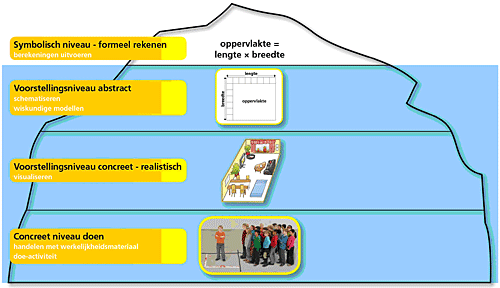 Symbolisch niveau - formeel rekenen
berekeningen uitvoeren
oppervlakte =
lengte × breedte
Voorstellingsniveau abstract
schematiseren
wiskundige modellen
lengte
breedte
oppervlakte
Voorstellingsniveau concreet - realistisch
visualiseren
Concreet niveau doen
handelen met werkelijkheidsmateriaal
doe-activiteit